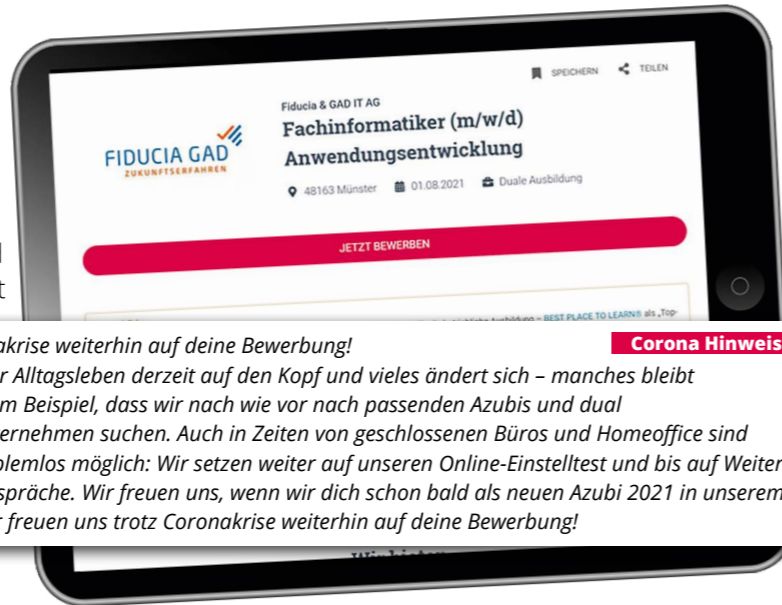 SPEICHERN TEILEN
Fiducia & GAD IT AG
Fachinformatiker (m/w/d)
Anwendungsentwicklung
FIDUCIA GAD
ZUKUNFTSERFAHREN
48163 Münster 01.08.2021 Duale Ausbildung
JETZT BEWERBEN
t
Ausbildung – BEST PLACE TO LEARN® als „Top-
akrise weiterhin auf deine Bewerbung! Corona Hinweis
r Alltagsleben derzeit auf den Kopf und vieles ändert sich – manches bleibt
m Beispiel, dass wir nach wie vor nach passenden Azubis und dual
ternehmen suchen. Auch in Zeiten von geschlossenen Büros und Homeoffice sind
blemlos möglich: Wir setzen weiter auf unseren Online-Einstelltest und bis auf Weiter
spräche. Wir freuen uns, wenn wir dich schon bald als neuen Azubi 2021 in unserem
r freuen uns trotz Coronakrise weiterhin auf deine Bewerbung!